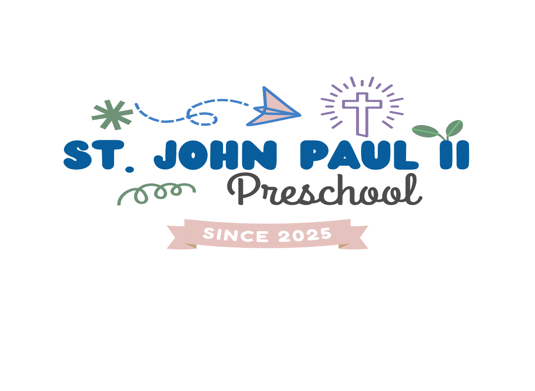 ST. JOHN PAUL II
Preschool
SINCE 2025